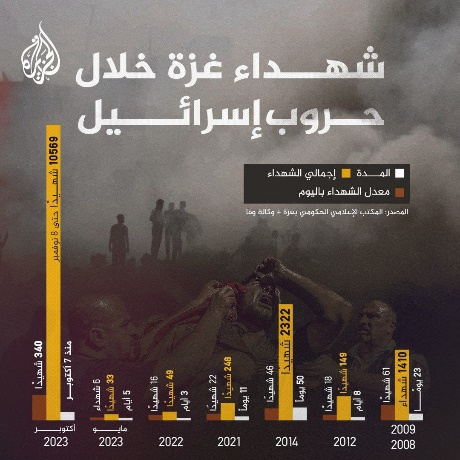 الجزيرة
شهداء غزة خلال
حروب إسرائيل
المدة
إجمالي الشهداء
معدل الشهداء باليوم
المصدر: المكتب الإعلامي الحكومي بغزة + وكالة وفا
340 شهيدًا
10569 شهيدًا حتى 8 نوفمبر
منذ 7 أكتوبر
أكتوبر
2023
6 شهداء
33 شهيدًا
5 أيام
مايو
2023
16 شهيدًا
49 شهيدًا
3 أيام
2022
22 شهيدًا
248 شهيدًا
11 يومًا
2021
46 شهيدًا
2322 شهيدًا
50 يومًا
2014
18 شهيدًا
149 شهيدًا
8 أيام
2012
61 شهيدًا
1410 شهداء
23 يومًا
2009
2008